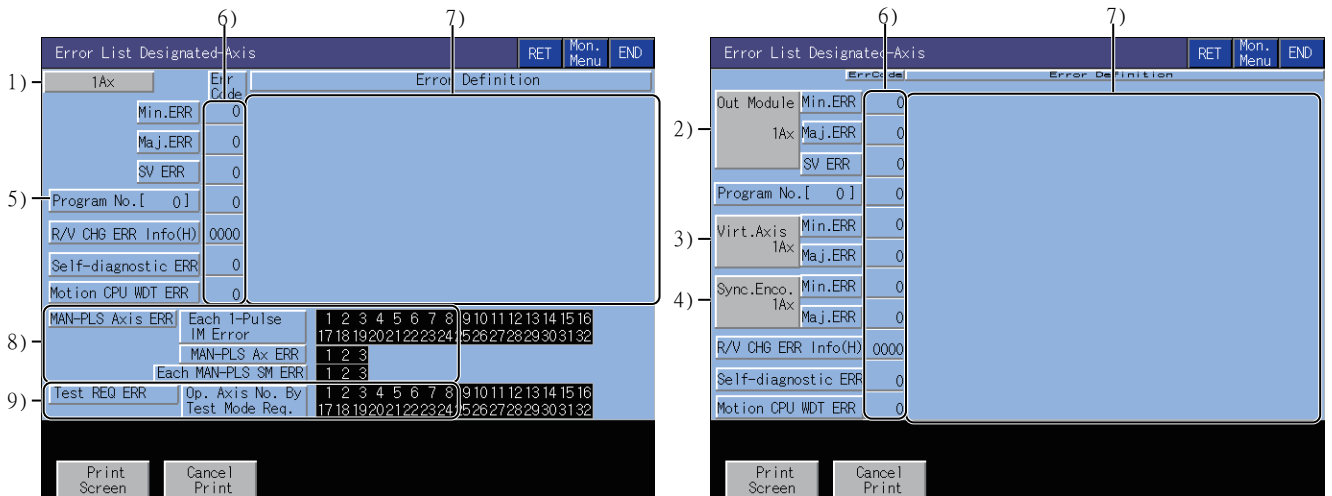 6)
7)
Error List Designated-Axis
RET
Mon.
Menu
END
1)
1Ax
Err
Code
Error Definition
Min.ERR
0
Maj.ERR
0
SV ERR
0
5)
Program No.[ 0]
0
R/V CHG ERR Info(H)
0000
Self-diagnostic ERR
0
Motion CPU WDT ERR
0
8)
MAN-PLS Axis ERR
Each 1-Pulse
IM Error
1 2 3 4 5 6 7 8 9 10 11 12 13 14 15 16
17 18 19 20 21 22 23 24 25 26 27 28 29 30 31 32
MAN-PLS Ax ERR
1 2 3
Each MAN-PLS SM ERR
1 2 3
9)
Test REQ ERR
Op. Axis No. By
Test Mode Req.
1 2 3 4 5 6 7 8 9 10 11 12 13 14 15 16
17 18 19 20 21 22 23 24 25 26 27 28 29 30 31 32
Print
Screen
Cancel
Print
6)
7)
Error List Designated-Axis
RET
Mon.
Menu
END
ErrCode
Error Definition
2)
Out Module
1Ax
Min.ERR
0
Maj.ERR
0
SV ERR
0
Program No.[ 0]
0
3)
Virt.Axis
1Ax
Min.ERR
0
Maj.ERR
0
4)
Sync.Enco.
1Ax
Min.ERR
0
Maj.ERR
0
R/V CHG ERR Info(H)
0000
Self-diagnostic ERR
0
Motion CPU WDT ERR
0
Print
Screen
Cancel
Print